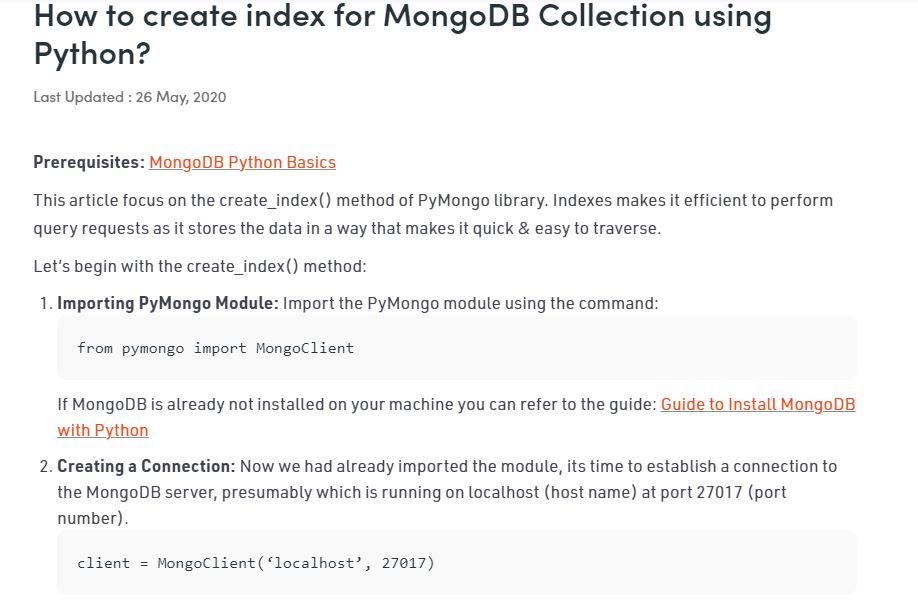 How to create index for MongoDB Collection using
Python?
Last Updated : 26 May, 2020
Prerequisites: MongoDB Python Basics
This article focus on the create_index() method of PyMongo library. Indexes makes it efficient to perform
query requests as it stores the data in a way that makes it quick & easy to traverse.
Let's begin with the create_index() method:
1. Importing PyMongo Module: Import the PyMongo module using the command:
from pymongo import MongoClient
If MongoDB is already not installed on your machine you can refer to the guide: Guide to Install MongoDB
with Python
2. Creating a Connection: Now we had already imported the module, its time to establish a connection to
the MongoDB server, presumably which is running on localhost (host name) at port 27017 (port
number).
client = MongoClient(‘localhost’, 27017)